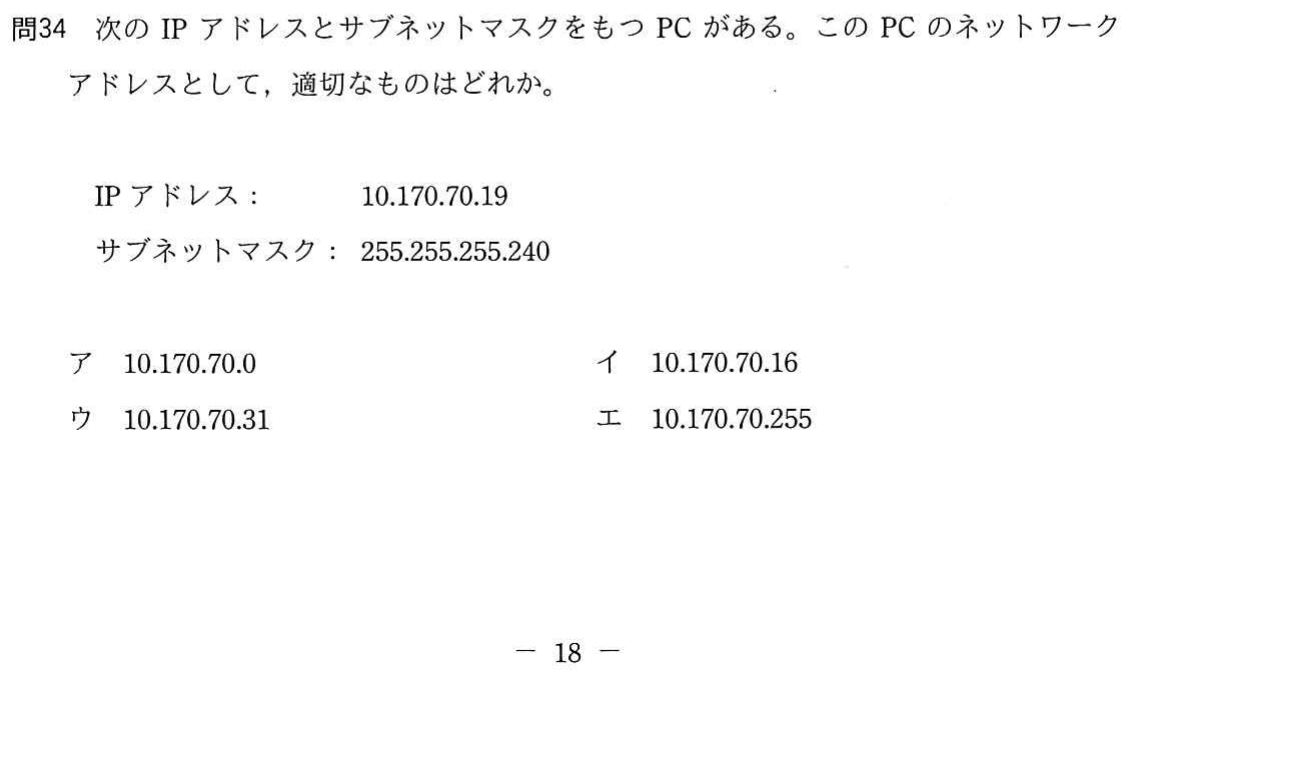 問34 次の IP アドレスとサブネットマスクをもつ PC がある。この PC のネットワーク
アドレスとして，適切なものはどれか。
IP アドレス： 10.170.70.19
サブネットマスク： 255.255.255.240
ア 10.170.70.0 イ 10.170.70.16
ウ 10.170.70.31 エ 10.170.70.255
－ 18 －